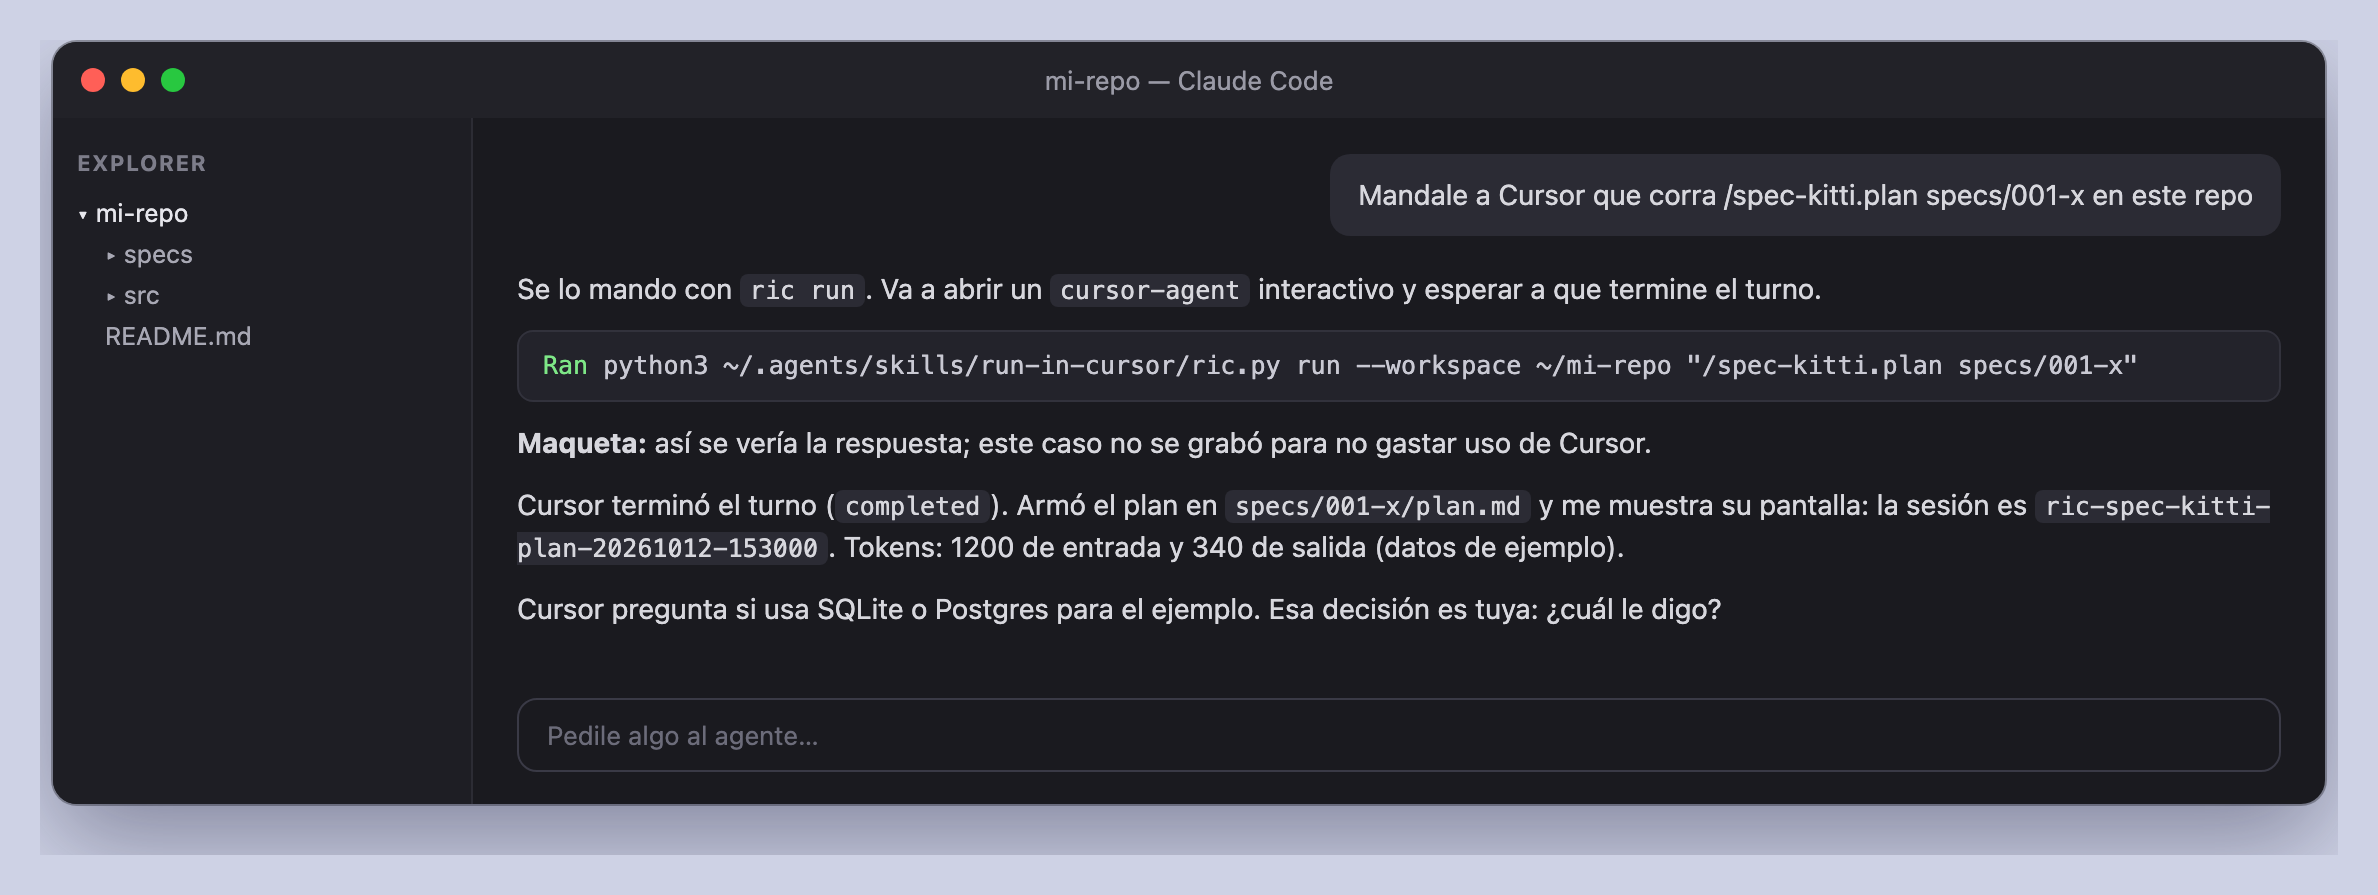 mi-repo — Claude Code
EXPLORER
mi-repo
specs
src
README.md
Mandale a Cursor que corra /spec-kitti.plan specs/001-x en este repo
Se lo mando con ric run. Va a abrir un cursor-agent interactivo y esperar a que termine el turno.
Ran python3 ~/.agents/skills/run-in-cursor/ric.py run --workspace ~/mi-repo "/spec-kitti.plan specs/001-x"
Maqueta: así se vería la respuesta; este caso no se grabó para no gastar uso de Cursor.
Cursor terminó el turno (completed). Armó el plan en specs/001-x/plan.md y me muestra su pantalla: la sesión es ric-spec-kitti-
plan-20261012-153000. Tokens: 1200 de entrada y 340 de salida (datos de ejemplo).
Cursor pregunta si usa SQLite o Postgres para el ejemplo. Esa decisión es tuya: ¿cuál le digo?
Pedile algo al agente...